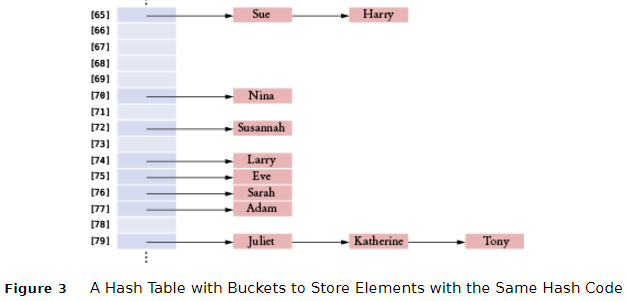 [65] Sue Harry
[66]
[67]
[68]
[69]
[70] Nina
[71]
[72] Susannah
[73]
[74] Larry
[75] Eve
[76] Sarah
[77] Adam
[78]
[79] Juliet Katherine Tony
Figure 3 A Hash Table with Buckets to Store Elements with the Same Hash Code